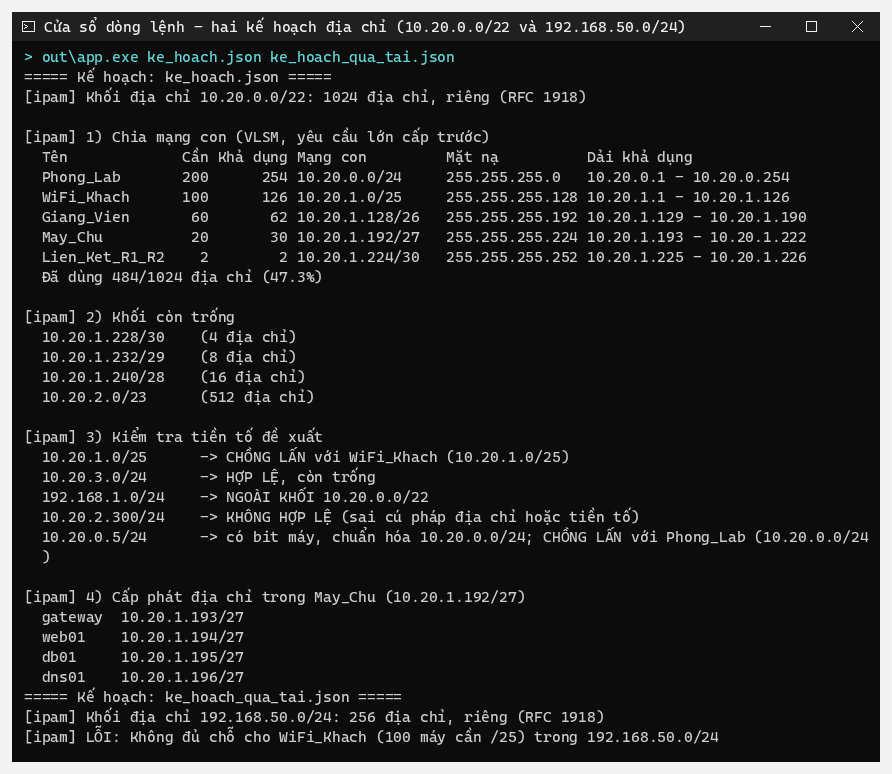 Cửa sổ dòng lệnh – hai kế hoạch địa chỉ (10.20.0.0/22 và 192.168.50.0/24)
> out\app.exe ke_hoach.json ke_hoach_qua_tai.json
===== Kế hoạch: ke_hoach.json =====
[ipam] Khối địa chỉ 10.20.0.0/22: 1024 địa chỉ, riêng (RFC 1918)
[ipam] 1) Chia mạng con (VLSM, yêu cầu lớn cấp trước)
Tên Cần Khả dụng Mạng con Mặt nạ Dải khả dụng
Phong_Lab 200 254 10.20.0.0/24 255.255.255.0 10.20.0.1 – 10.20.0.254
WiFi_Khach 100 126 10.20.1.0/25 255.255.255.128 10.20.1.1 – 10.20.1.126
Giang_Vien 60 62 10.20.1.128/26 255.255.255.192 10.20.1.129 – 10.20.1.190
May_Chu 20 30 10.20.1.192/27 255.255.255.224 10.20.1.193 – 10.20.1.222
Lien_Ket_R1_R2 2 2 10.20.1.224/30 255.255.255.252 10.20.1.225 – 10.20.1.226
Đã dùng 484/1024 địa chỉ (47.3%)
[ipam] 2) Khối còn trống
10.20.1.228/30 (4 địa chỉ)
10.20.1.232/29 (8 địa chỉ)
10.20.1.240/28 (16 địa chỉ)
10.20.2.0/23 (512 địa chỉ)
[ipam] 3) Kiểm tra tiền tố đề xuất
10.20.1.0/25 –> CHỒNG LẤN với WiFi_Khach (10.20.1.0/25)
10.20.3.0/24 –> HỢP LỆ, còn trống
192.168.1.0/24 –> NGOÀI KHỐI 10.20.0.0/22
10.20.2.300/24 –> KHÔNG HỢP LỆ (sai cú pháp địa chỉ hoặc tiền tố)
10.20.0.5/24 –> có bit máy, chuẩn hóa 10.20.0.0/24; CHỒNG LẤN với Phong_Lab (10.20.0.0/24
)
[ipam] 4) Cấp phát địa chỉ trong May_Chu (10.20.1.192/27)
gateway 10.20.1.193/27
web01 10.20.1.194/27
db01 10.20.1.195/27
dns01 10.20.1.196/27
===== Kế hoạch: ke_hoach_qua_tai.json =====
[ipam] Khối địa chỉ 192.168.50.0/24: 256 địa chỉ, riêng (RFC 1918)
[ipam] LỖI: Không đủ chỗ cho WiFi_Khach (100 máy cần /25) trong 192.168.50.0/24